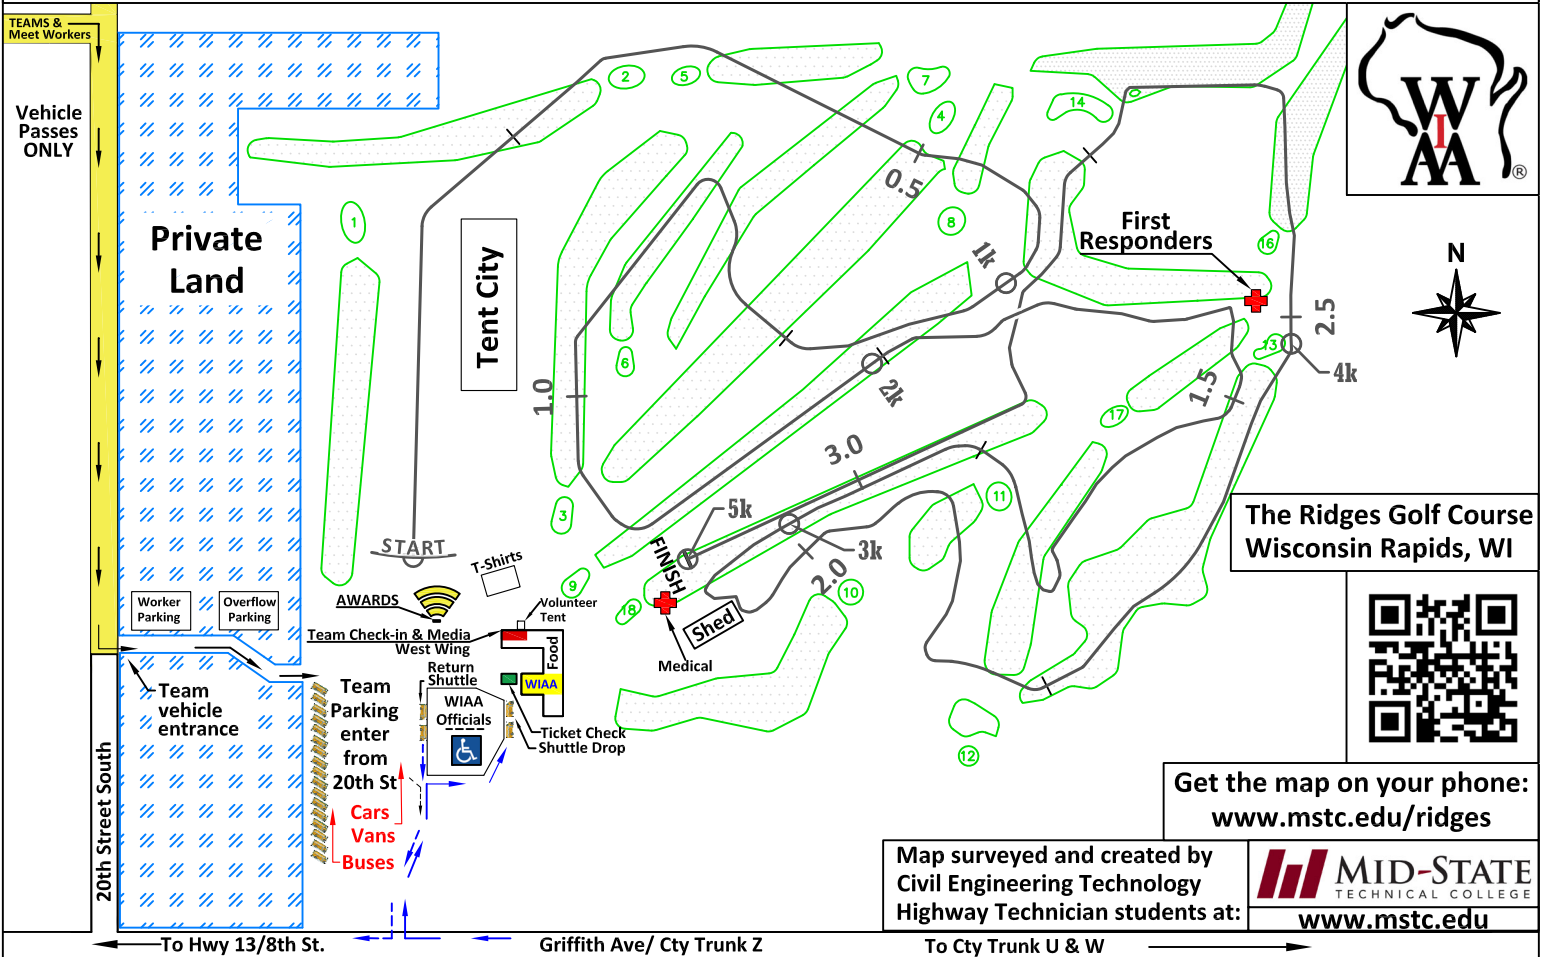 TEAMS &
Meet Workers
Vehicle
Passes
ONLY
Private
Land
Tent City
1
2
5
7
4
14
8
16
6
13
17
3
11
9
18
10
12
0.5
1k
1.0
2k
1.5
2.0
3k
2.5
4k
3.0
5k
START
FINISH
First
Responders
N
W
I
AA
®
The Ridges Golf Course
Wisconsin Rapids, WI
T-Shirts
AWARDS
Volunteer
Tent
Team Check-in & Media
West Wing
Food
Return
Shuttle
WIAA
WIAA
Officials
Ticket Check
Shuttle Drop
Shed
Medical
Worker
Parking
Overflow
Parking
Team
vehicle
entrance
Team
Parking
enter
from
20th St
Cars
Vans
Buses
20th Street South
Get the map on your phone:
www.mstc.edu/ridges
Map surveyed and created by
Civil Engineering Technology
Highway Technician students at:
MID-STATE
TECHNICAL COLLEGE
www.mstc.edu
To Hwy 13/8th St.
Griffith Ave/ Cty Trunk Z
To Cty Trunk U & W